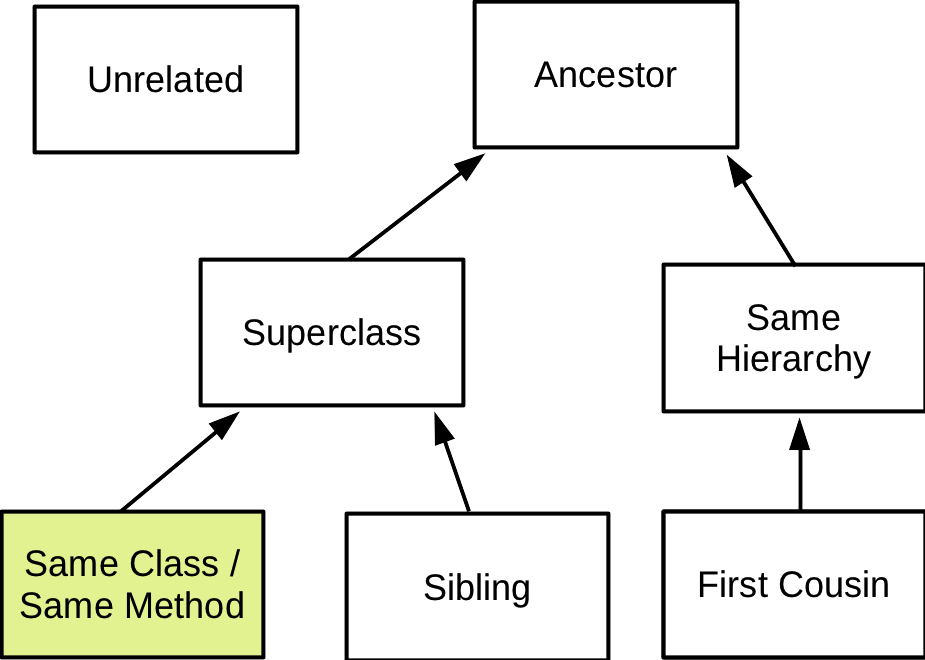 Unrelated
Ancestor
Superclass
Same
Hierarchy
Same Class /
Same Method
Sibling
First Cousin